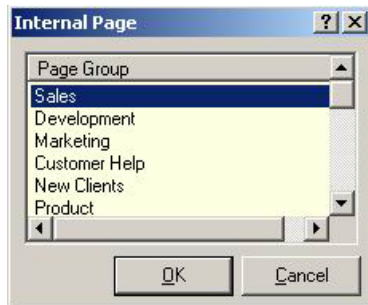 Internal Page
Page Group
Sales
Development
Marketing
Customer Help
New Clients
Product
OK Cancel